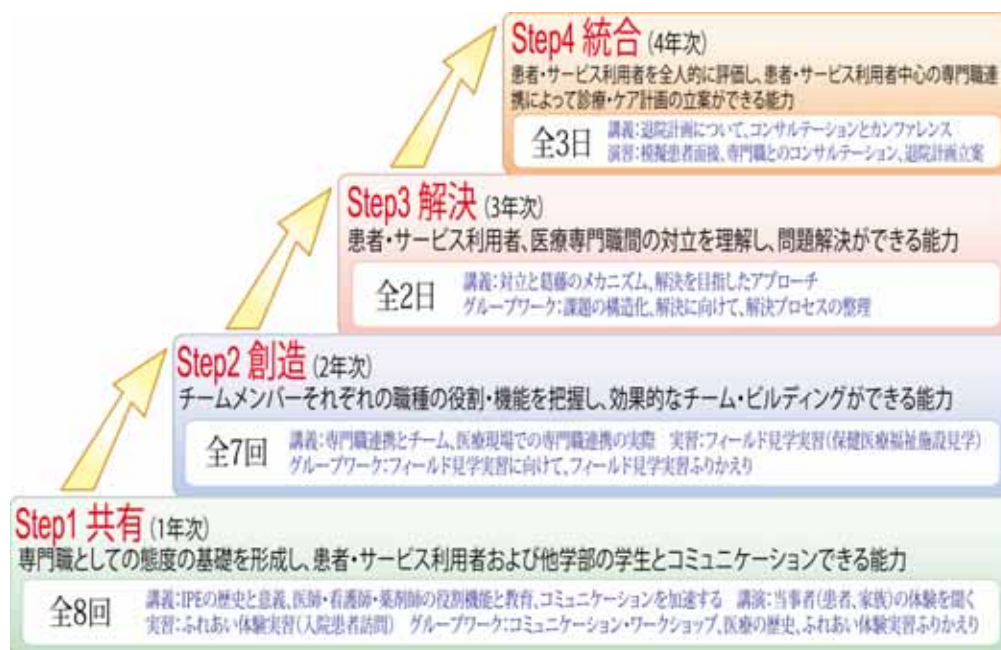 Step4 統合 (4年次)
患者・サービス利用者を全人的に評価し、患者・サービス利用者中心の専門職連
携によって診療・ケア計画の立案ができる能力
全3日
講義:退院計画について、コンサルテーションとカンファレンス
演習:模擬患者面接、専門職とのコンサルテーション、退院計画立案
Step3 解決 (3年次)
患者・サービス利用者、医療専門職間の対立を理解し、問題解決ができる能力
全2日
講義:対立と葛藤のメカニズム、解決を目指したアプローチ
グループワーク:課題の構造化、解決に向けて、解決プロセスの整理
Step2 創造 (2年次)
チームメンバーそれぞれの職種の役割・機能を把握し、効果的なチーム・ビルディングができる能力
全7回
講義:専門職連携とチーム、医療現場での専門職連携の実際 実習:フィールド見学実習(保健医療福祉施設見学)
グループワーク:フィールド見学実習に向けて、フィールド見学実習ふりかえり
Step1 共有 (1年次)
専門職としての態度の基礎を形成し、患者・サービス利用者および他学部の学生とコミュニケーションできる能力
全8回
講義:IPEの歴史と意義、医師・看護師・薬剤師の役割機能と教育、コミュニケーションを加速する 講演:当事者(患者、家族)の体験を聞く
実習:ふれあい体験実習(入院患者訪問) グループワーク:コミュニケーション・ワークショップ、医療の歴史、ふれあい体験実習ふりかえり